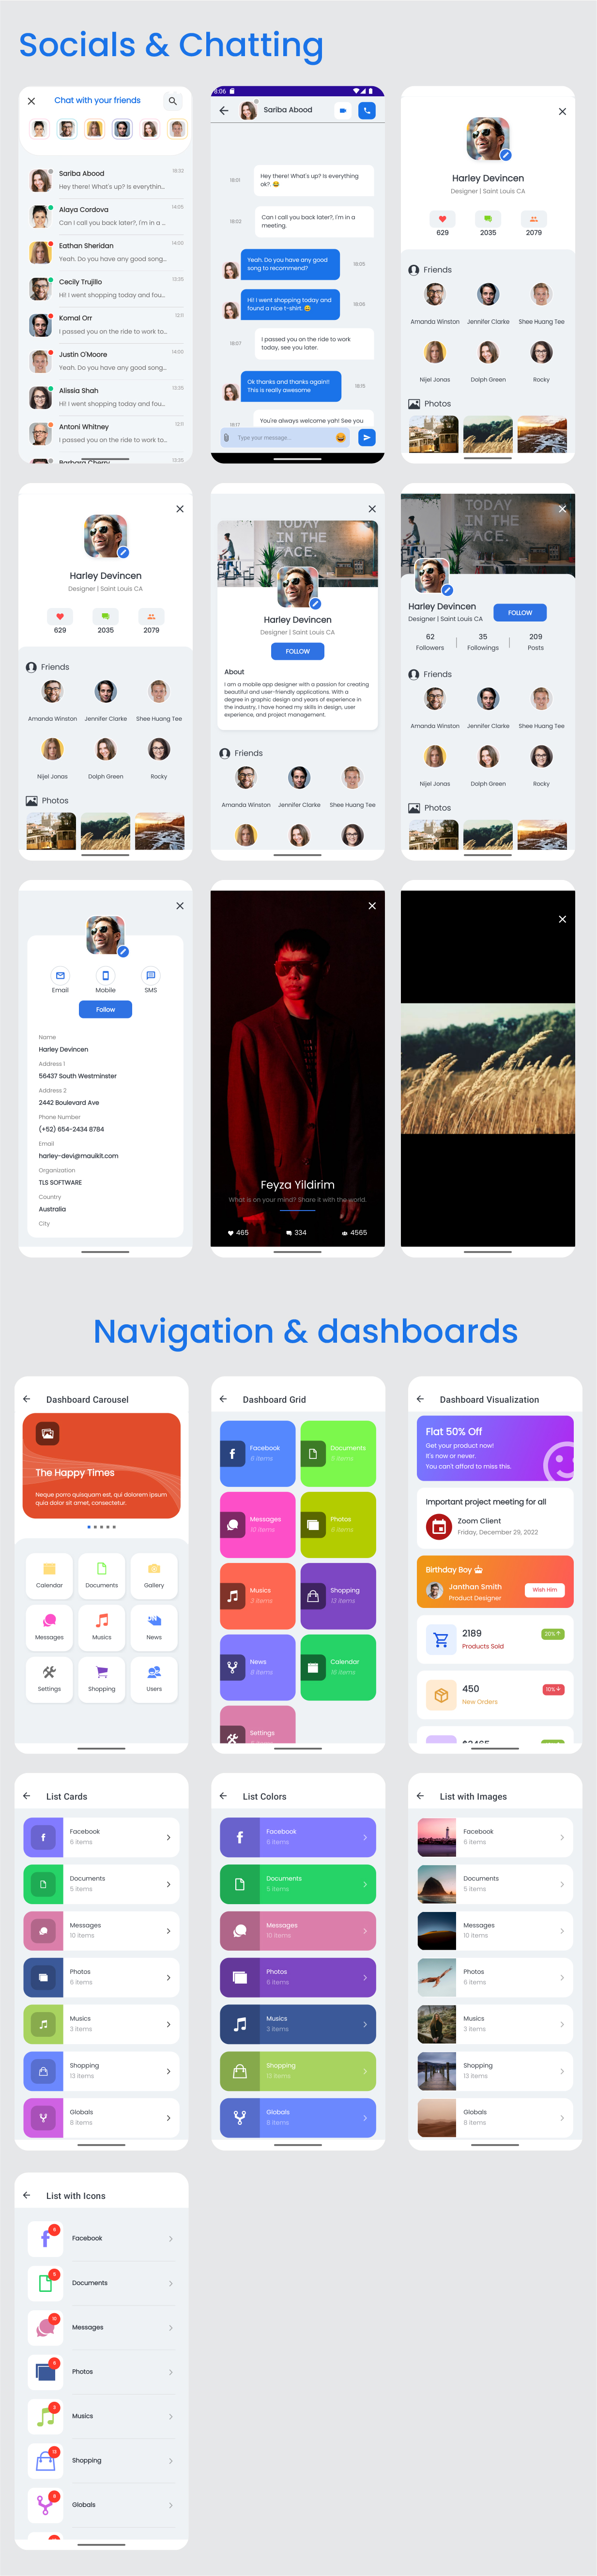 Socials & Chatting
Chat with your friends
Sariba Abood
19:32
Hey there! What's up? Is everythin...
Alaya Cordova
14:05
Can I call you back later?, I'm in a ...
Eathan Sheridan
14:00
Yeah. Do you have any good song...
Cecily Trujillo
13:35
Hi! I went shopping today and fou...
Komal Orr
12:11
I passed you on the ride to work to...
Justin O'Moore
14:00
Yeah. Do you have any good song...
Alissia Shah
13:35
Hi! I went shopping today and fou...
Antoni Whitney
12:11
I passed you on the ride to work to...
Barbara Cherry
13:35
8:06
Sariba Abood
18:01
Hey there! What's up? Is everything
ok? 😂
18:02
Can I call you back later?, I'm in a
meeting.
Yeah. Do you have any good
song to recommend?
18:05
Hi! I went shopping today and
found a nice t-shirt. 😄
18:05
18:07
I passed you on the ride to work
today, see you later.
Ok thanks and thanks again!!
This is really awesome
18:15
18:17
You're always welcome yah! See you
Type your message...
Harley Devincen
Designer | Saint Louis CA
629
2035
2079
Friends
Amanda Winston
Jennifer Clarke
Shee Huang Tee
Nijel Jonas
Dolph Green
Rocky
Photos
Harley Devincen
Designer | Saint Louis CA
629
2035
2079
Friends
Amanda Winston
Jennifer Clarke
Shee Huang Tee
Nijel Jonas
Dolph Green
Rocky
Photos
TODAY
IN THE
FACE.
Harley Devincen
Designer | Saint Louis CA
FOLLOW
About
I am a mobile app designer with a passion for creating
beautiful and user-friendly applications. With a
degree in graphic design and years of experience in
the industry, I have honed my skills in design, user
experience, and project management.
Friends
Amanda Winston
Jennifer Clarke
Shee Huang Tee
TODAY
IN THE
ACE.
Harley Devincen
Designer | Saint Louis CA
FOLLOW
62
35
209
Followers
Followings
Posts
Friends
Amanda Winston
Jennifer Clarke
Shee Huang Tee
Nijel Jonas
Dolph Green
Rocky
Photos
Email
Mobile
SMS
Follow
Name
Harley Devincen
Address 1
56437 South Westminster
Address 2
2442 Boulevard Ave
Phone Number
(+52) 654-2434 8784
Email
harley-devi@mauikit.com
Organization
TLS SOFTWARE
Country
Australia
City
Feyza Yildirim
What is on your mind? Share it with the world.
465
334
4565
Navigation & dashboards
Dashboard Carousel
The Happy Times
Neque porro quisquam est, qui dolorem ipsum
quia dolor sit amet, consectetur.
Calendar
Documents
Gallery
Messages
Musics
News
Settings
Shopping
Users
Dashboard Grid
Facebook
8 items
Documents
Messages
10 items
Photos
Musics
Shopping
13 items
News
8 items
Calendar
Settings
Dashboard Visualization
Flat 50% Off
Get your product now!
It's now or never.
You can't afford to miss this.
Important project meeting for all
Zoom Client
Friday, December 29, 2022
Birthday Boy
Janthan Smith
Product Designer
Wish Him
2189
Products Sold
20%
450
New Orders
10%
List Cards
Facebook
6 items
Documents
5 items
Messages
10 items
Photos
6 items
Musics
3 items
Shopping
13 items
Globals
8 items
List Colors
Facebook
6 items
Documents
5 items
Messages
10 items
Photos
6 items
Musics
3 items
Shopping
13 items
Globals
8 items
List with Images
Facebook
6 items
Documents
5 items
Messages
10 items
Photos
6 items
Musics
3 items
Shopping
13 items
Globals
8 items
List with Icons
Facebook
Documents
Messages
Photos
Musics
Shopping
Globals